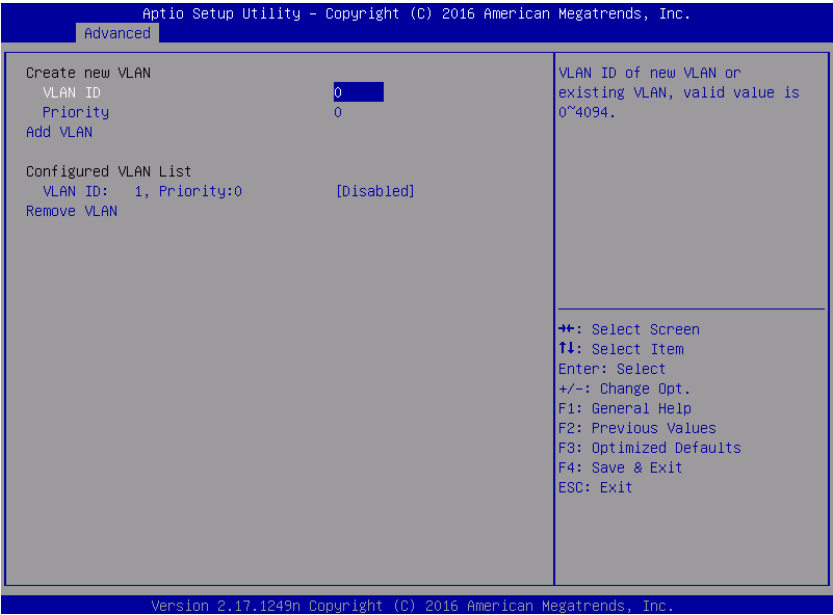 Aptio Setup Utility – Copyright (C) 2016 American Megatrends, Inc.
Advanced
Create new VLAN
VLAN ID 0
Priority 0
Add VLAN
Configured VLAN List
VLAN ID: 1, Priority:0 [Disabled]
Remove VLAN
VLAN ID of new VLAN or
existing VLAN, valid value is
0~4094.
→←: Select Screen
↑↓: Select Item
Enter: Select
+/-: Change Opt.
F1: General Help
F2: Previous Values
F3: Optimized Defaults
F4: Save & Exit
ESC: Exit
Version 2.17.1249n Copyright (C) 2016 American Megatrends, Inc.